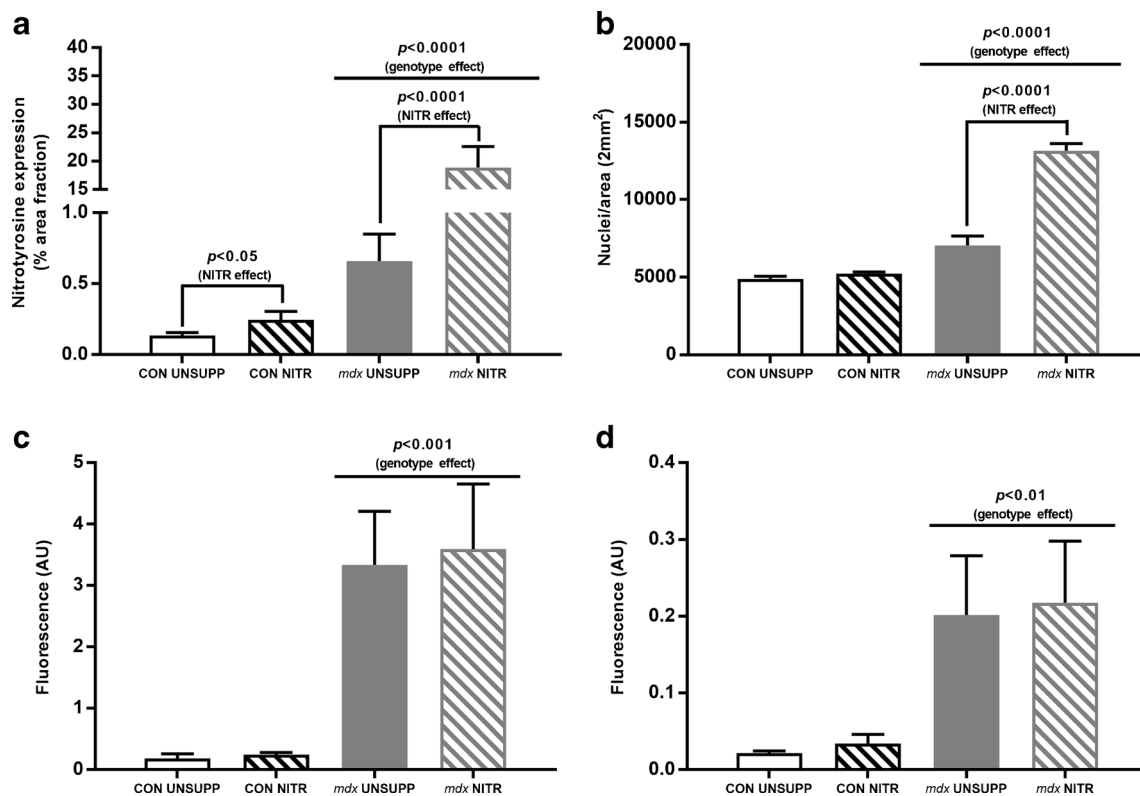 a
40
35
30
25
20
15
1.0
0.5
0.0
Nitrotyrosine expression
(% area fraction)
p<0.0001
(genotype effect)
p<0.0001
(NITR effect)
p<0.05
(NITR effect)
CON UNSUPP
CON NITR
mdx UNSUPP
mdx NITR
b
20000
15000
10000
5000
0
Nuclei/area (2mm²)
p<0.0001
(genotype effect)
p<0.0001
(NITR effect)
CON UNSUPP
CON NITR
mdx UNSUPP
mdx NITR
c
5
4
3
2
1
0
Fluorescence (AU)
p<0.001
(genotype effect)
CON UNSUPP
CON NITR
mdx UNSUPP
mdx NITR
d
0.4
0.3
0.2
0.1
0.0
Fluorescence (AU)
p<0.01
(genotype effect)
CON UNSUPP
CON NITR
mdx UNSUPP
mdx NITR